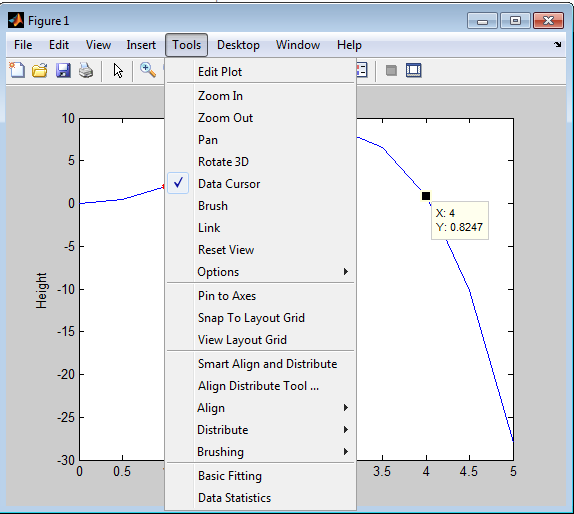 Figure 1
File Edit View Insert Tools Desktop Window Help
Edit Plot
Zoom In
Zoom Out
Pan
Rotate 3D
Data Cursor
Brush
Link
Reset View
Options
Pin to Axes
Snap To Layout Grid
View Layout Grid
Smart Align and Distribute
Align Distribute Tool ...
Align
Distribute
Brushing
Basic Fitting
Data Statistics
10
5
0
-5
-10
-15
-20
-25
-30
Height
X: 4
Y: 0.8247
0 0.5 3.5 4 4.5 5